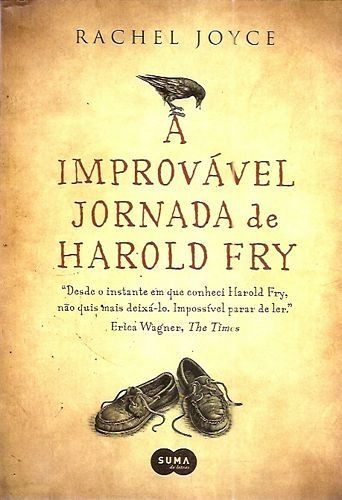 RACHEL JOYCE
A
IMPROVÁVEL
JORNADA de
HAROLD FRY
"Desde o instante em que conheci Harold Fry,
não quis mais deixá-lo. Impossível parar de ler."
Erica Wagner, The Times
SUMA
de letras